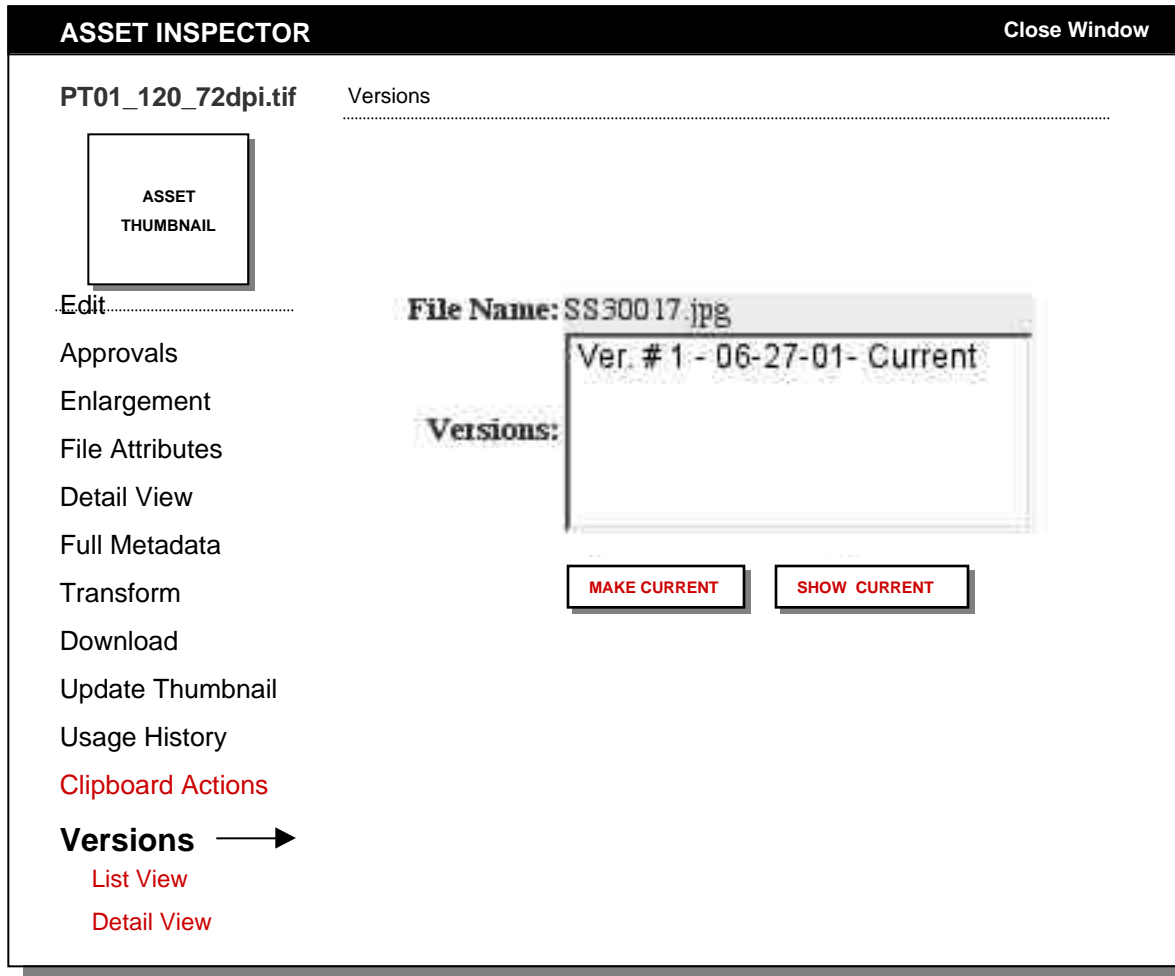 ASSET INSPECTOR
Close Window
PT01_120_72dpi.tif
Versions
ASSET
THUMBNAIL
Edit
Approvals
Enlargement
File Attributes
Detail View
Full Metadata
Transform
Download
Update Thumbnail
Usage History
Clipboard Actions
Versions
List View
Detail View
File Name: SS30017.jpg
Versions:
Ver. # 1 - 06-27-01- Current
MAKE CURRENT
SHOW CURRENT